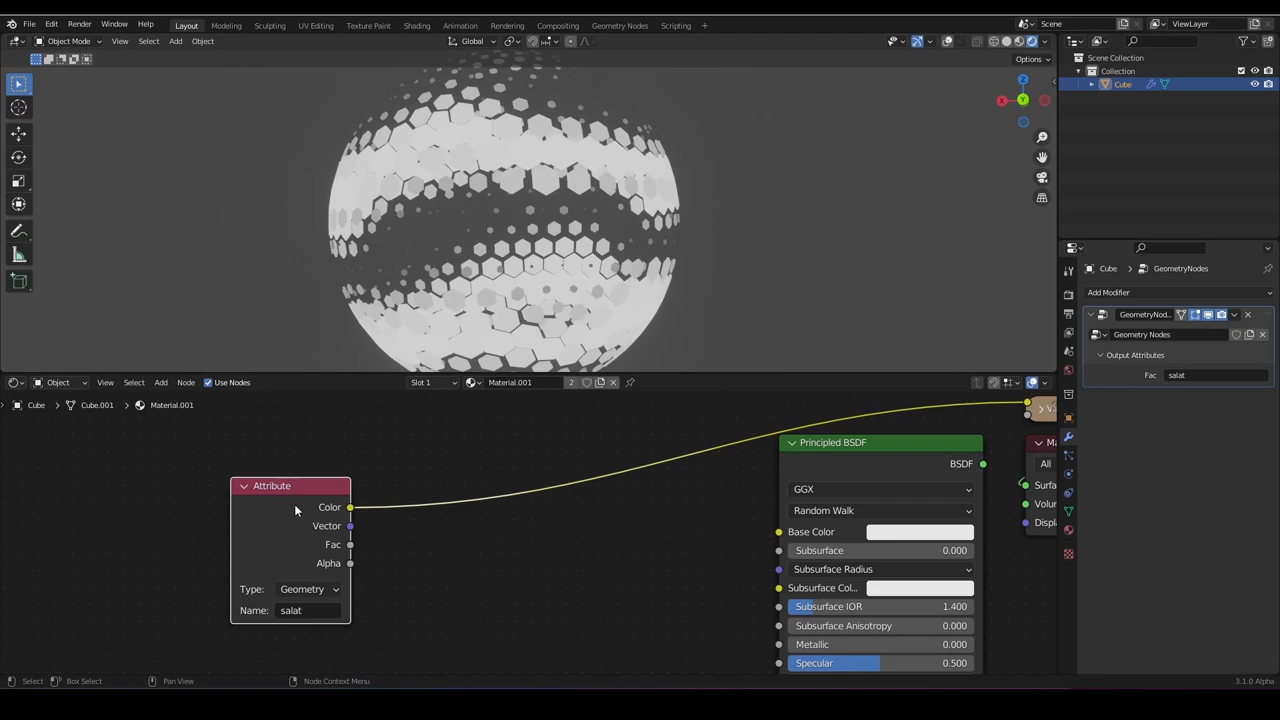 File Edit Render Window Help Layout Modeling Sculpting UV Editing Texture Paint Shading Animation Rendering Compositing Geometry Nodes Scripting + Scene ViewLayer
Object Mode View Select Add Object Global
Options
Scene Collection
Collection
Cube
X Y Z
Cube GeometryNodes
Add Modifier
GeometryNod...
Geometry Nodes
Output Attributes
Fac salat
Object View Select Add Node Use Nodes Slot 1 Material.001 2
Cube Cube.001 Material.001
Attribute
Color
Vector
Fac
Alpha
Type: Geometry
Name: salat
Principled BSDF
BSDF
GGX
Random Walk
Base Color
Subsurface 0.000
Subsurface Radius
Subsurface Col...
Subsurface IOR 1.400
Subsurface Anisotropy 0.000
Metallic 0.000
Specular 0.500
Ma
All
Surfa
Volun
Displ
Select Box Select Pan View Node Context Menu 3.1.0 Alpha